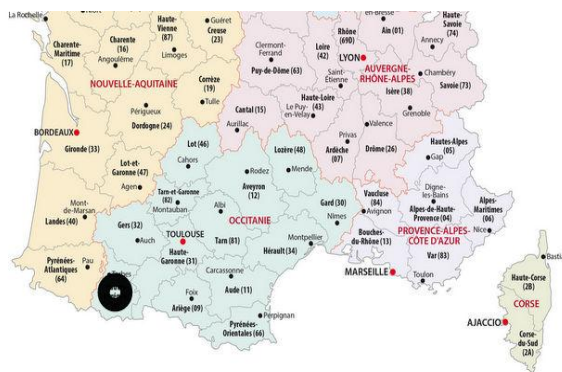 La Rochelle
Haute-
Vienne
(87)
Guéret
Creuse
(23)
Charente-
Maritime
(17)
Charente
(16)
Angoulême
Limoges
Clermont-
Ferrand
Puy-de-Dôme (63)
Loire
(42)
Rhône
(69D)
en-Bresse
Ain (01)
Haute-
Savoie
(74)
Annecy
LYON
AUVERGNE-
RHÔNE-ALPES
Chambéry
Savoie (73)
Isère (38)
Grenoble
NOUVELLE-AQUITAINE
Corrèze
(19)
Tulle
Périgueux
Dordogne (24)
Cantal (15)
Aurillac
Saint-
Étienne
Haute-Loire
(43)
Le Puy-
en-Velay
Privas
Valence
Ardèche
(07)
Drôme (26)
Hautes-Alpes
(05)
Gap
BORDEAUX
Gironde (33)
Lot-et-
Garonne
(47)
Agen
Lot (46)
Cahors
Lozère (48)
Mende
Rodez
Aveyron
(12)
Tarn-et-Garonne
(82)
Montauban
Albi
OCCITANIE
Gard (30)
Nîmes
Vaucluse
(84)
Avignon
Digne-
les-Bains
Alpes-de-Haute-
Provence (04)
Alpes-
Maritimes
(06)
Nice
Mont-
de-Marsan
Landes (40)
Gers (32)
Auch
TOULOUSE
Haute-
Garonne (31)
Tarn (81)
Montpellier
Hérault (34)
Bouches-
du-Rhône (13)
PROVENCE-ALPES-
CÔTE D'AZUR
Var (83)
MARSEILLE
Toulon
Pyrénées-
Atlantiques
(64)
Pau
Carcassonne
Aude (11)
Foix
Ariège (09)
Pyrénées-
Orientales (66)
Perpignan
Basti
Haute-Corse
(2B)
CORSE
AJACCIO
Corse-
du-Sud
(2A)